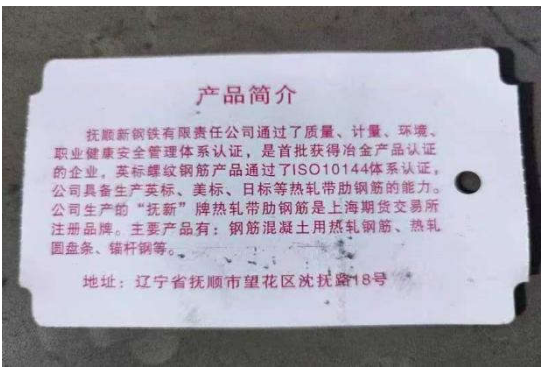 产品简介
抚顺新钢铁有限责任公司通过了质量、计量、环境、
职业健康安全管理体系认证，是首批获得冶金产品认证
的企业。英标螺纹钢筋产品通过了ISO10144体系认证，
公司具备生产英标、美标、日标等热轧带肋钢筋的能力。
公司生产的“抚新”牌热轧带肋钢筋是上海期货交易所
注册品牌。主要产品有：钢筋混凝土用热轧钢筋、热轧
圆盘条、锚杆钢等。
地址：辽宁省抚顺市望花区沈抚路18号